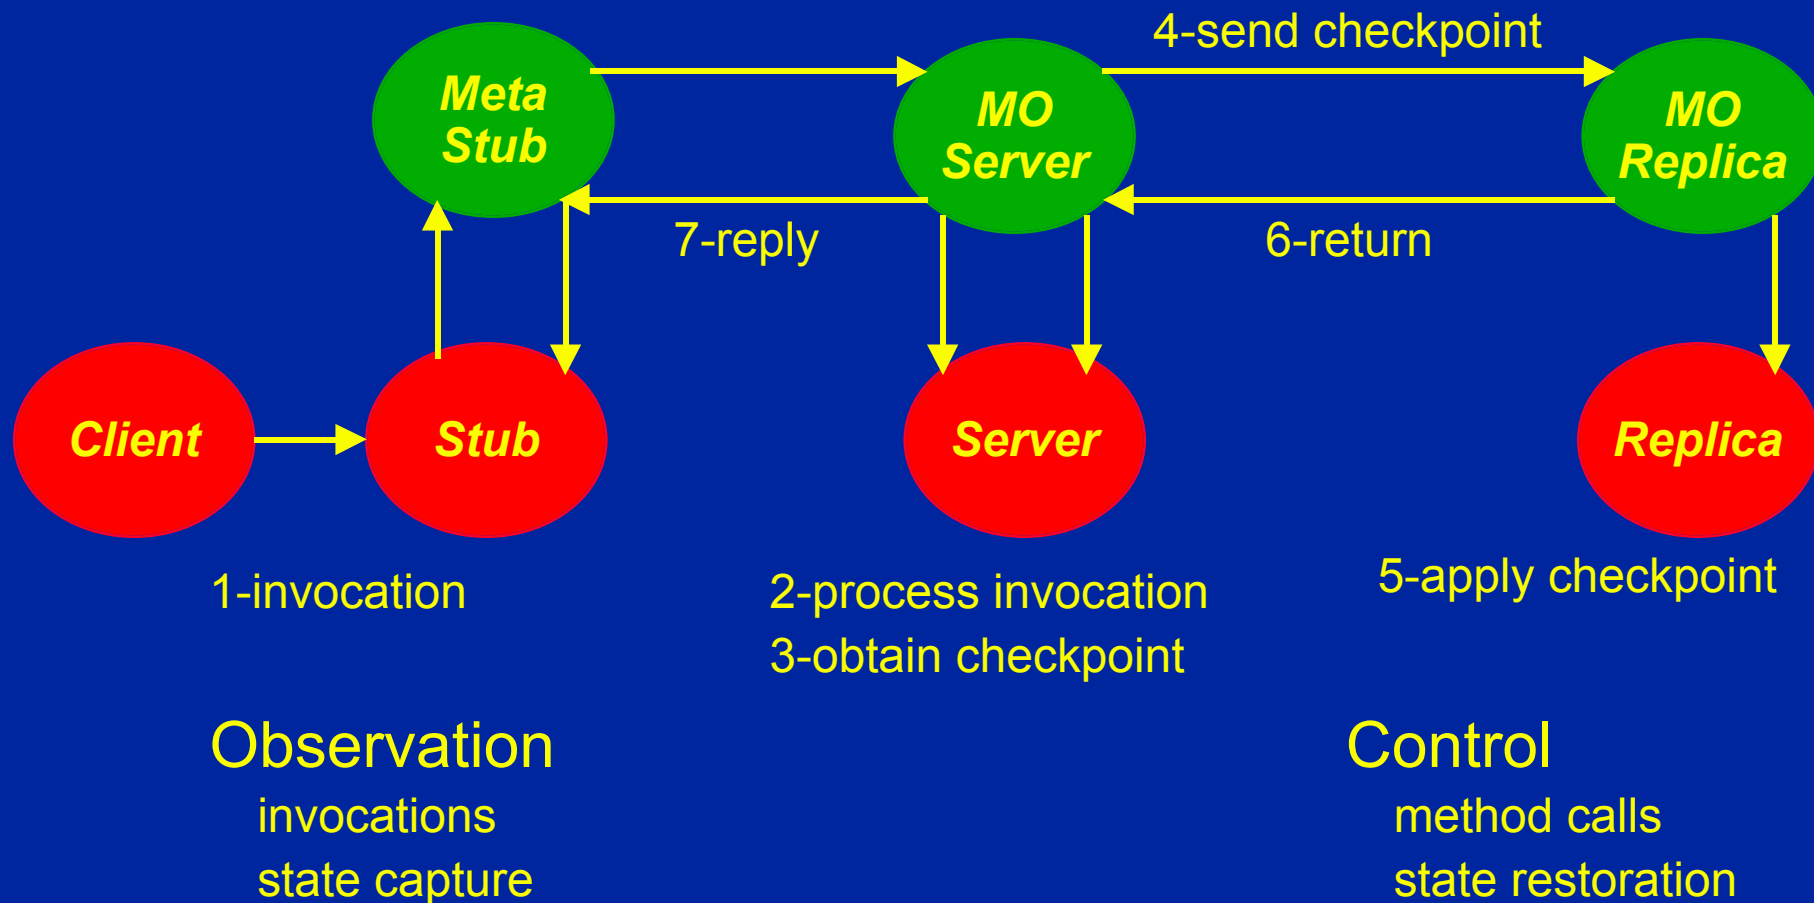 4-send checkpoint
Meta
Stub
MO
Server
MO
Replica
7-reply
6-return
Client
Stub
Server
Replica
1-invocation
2-process invocation
5-apply checkpoint
3-obtain checkpoint
Observation
invocations
state capture
Control
method calls
state restoration